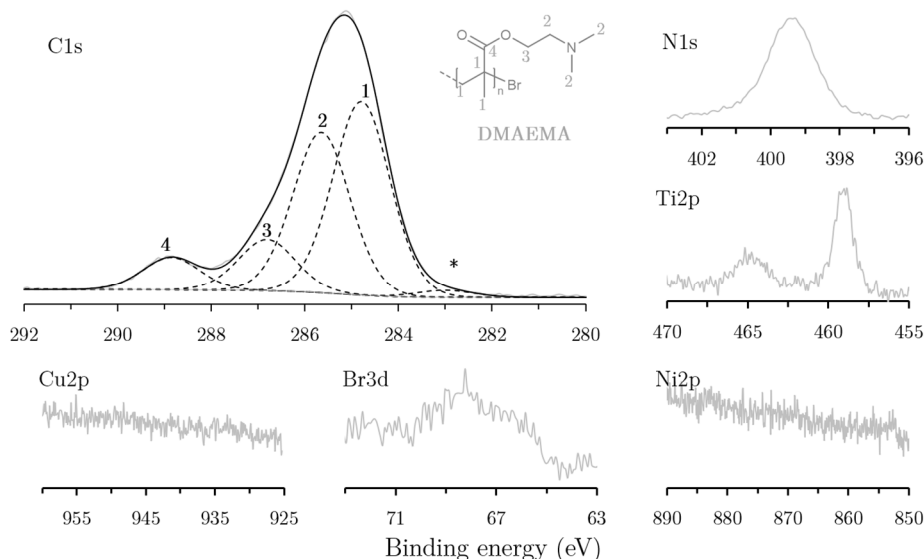 C1s
1
2
3
4
*
292 290 288 286 284 282 280
O
O
N
2
2
2
3
4
1
1
1
n
Br
DMAEMA
N1s
402 400 398 396
Ti2p
470 465 460 455
Cu2p
955 945 935 925
Br3d
71 67 63
Ni2p
890 880 870 860 850
Binding energy (eV)